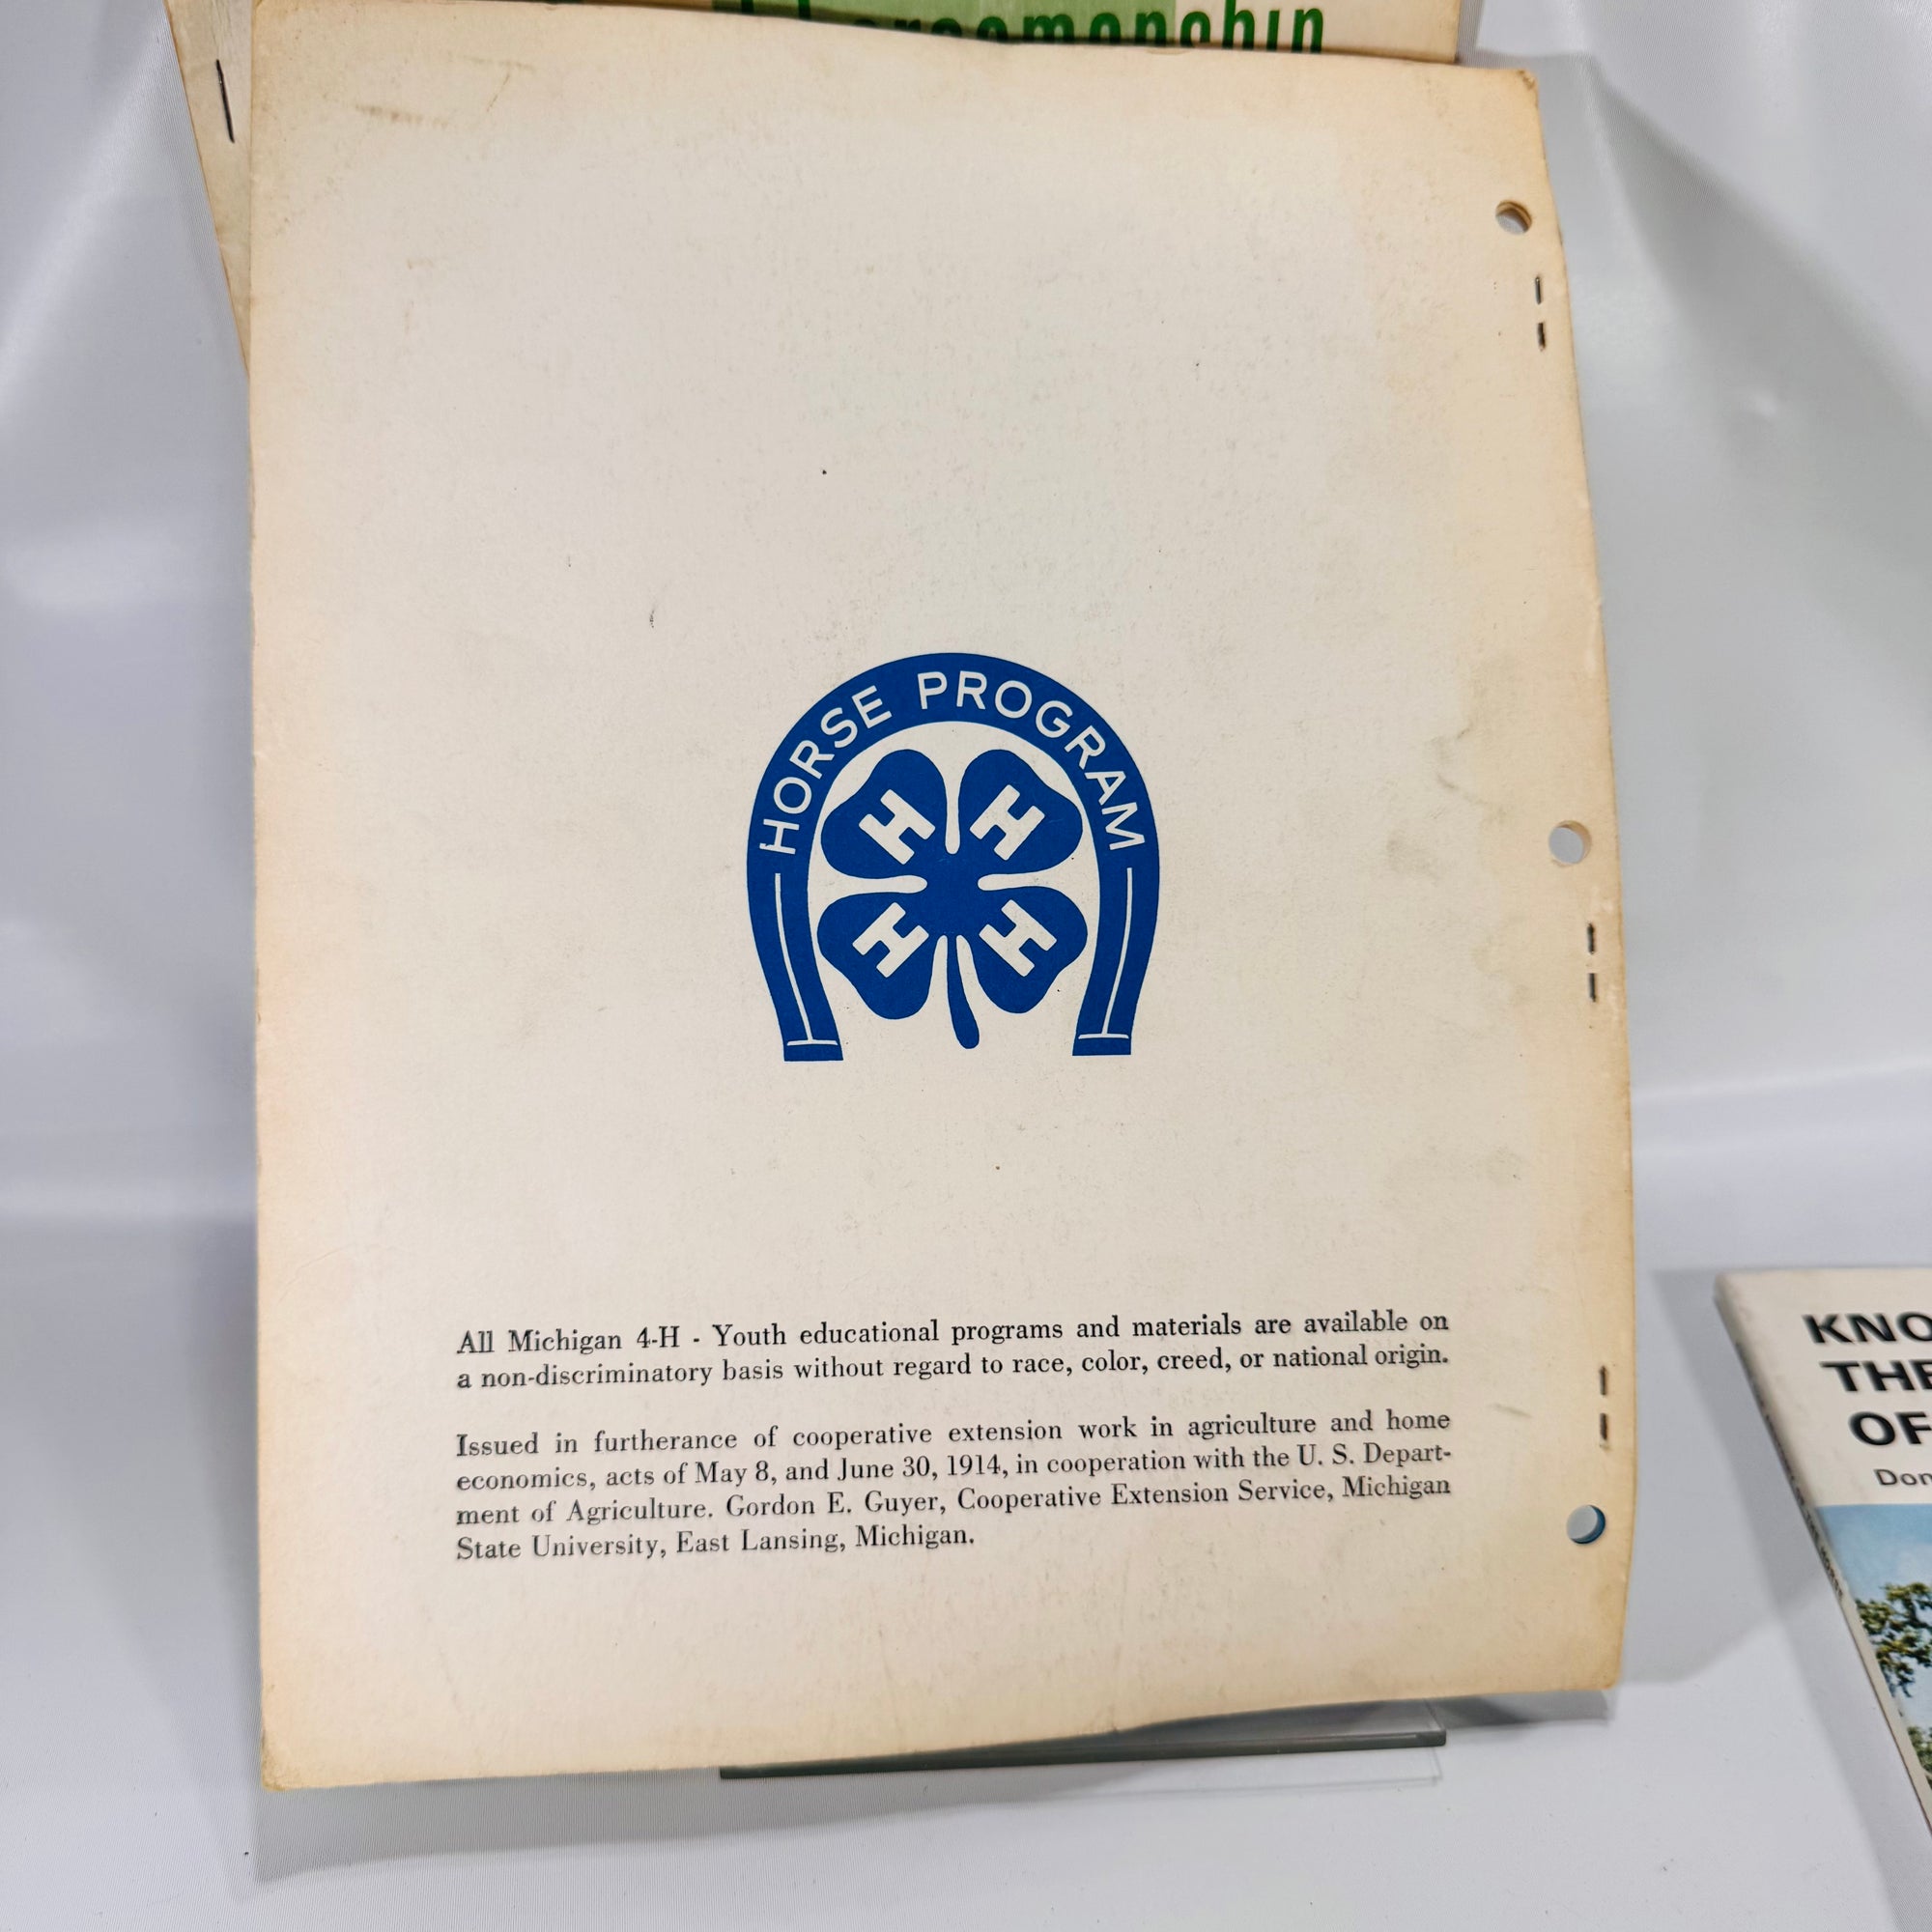 HORSE PROGRAM
H H
H H
All Michigan 4-H - Youth educational programs and materials are available on
a non-discriminatory basis without regard to race, color, creed, or national origin.
Issued in furtherance of cooperative extension work in agriculture and home
economics, acts of May 8, and June 30, 1914, in cooperation with the U. S. Depart-
ment of Agriculture. Gordon E. Guyer, Cooperative Extension Service, Michigan
State University, East Lansing, Michigan.
KNO
THE
OF
Don